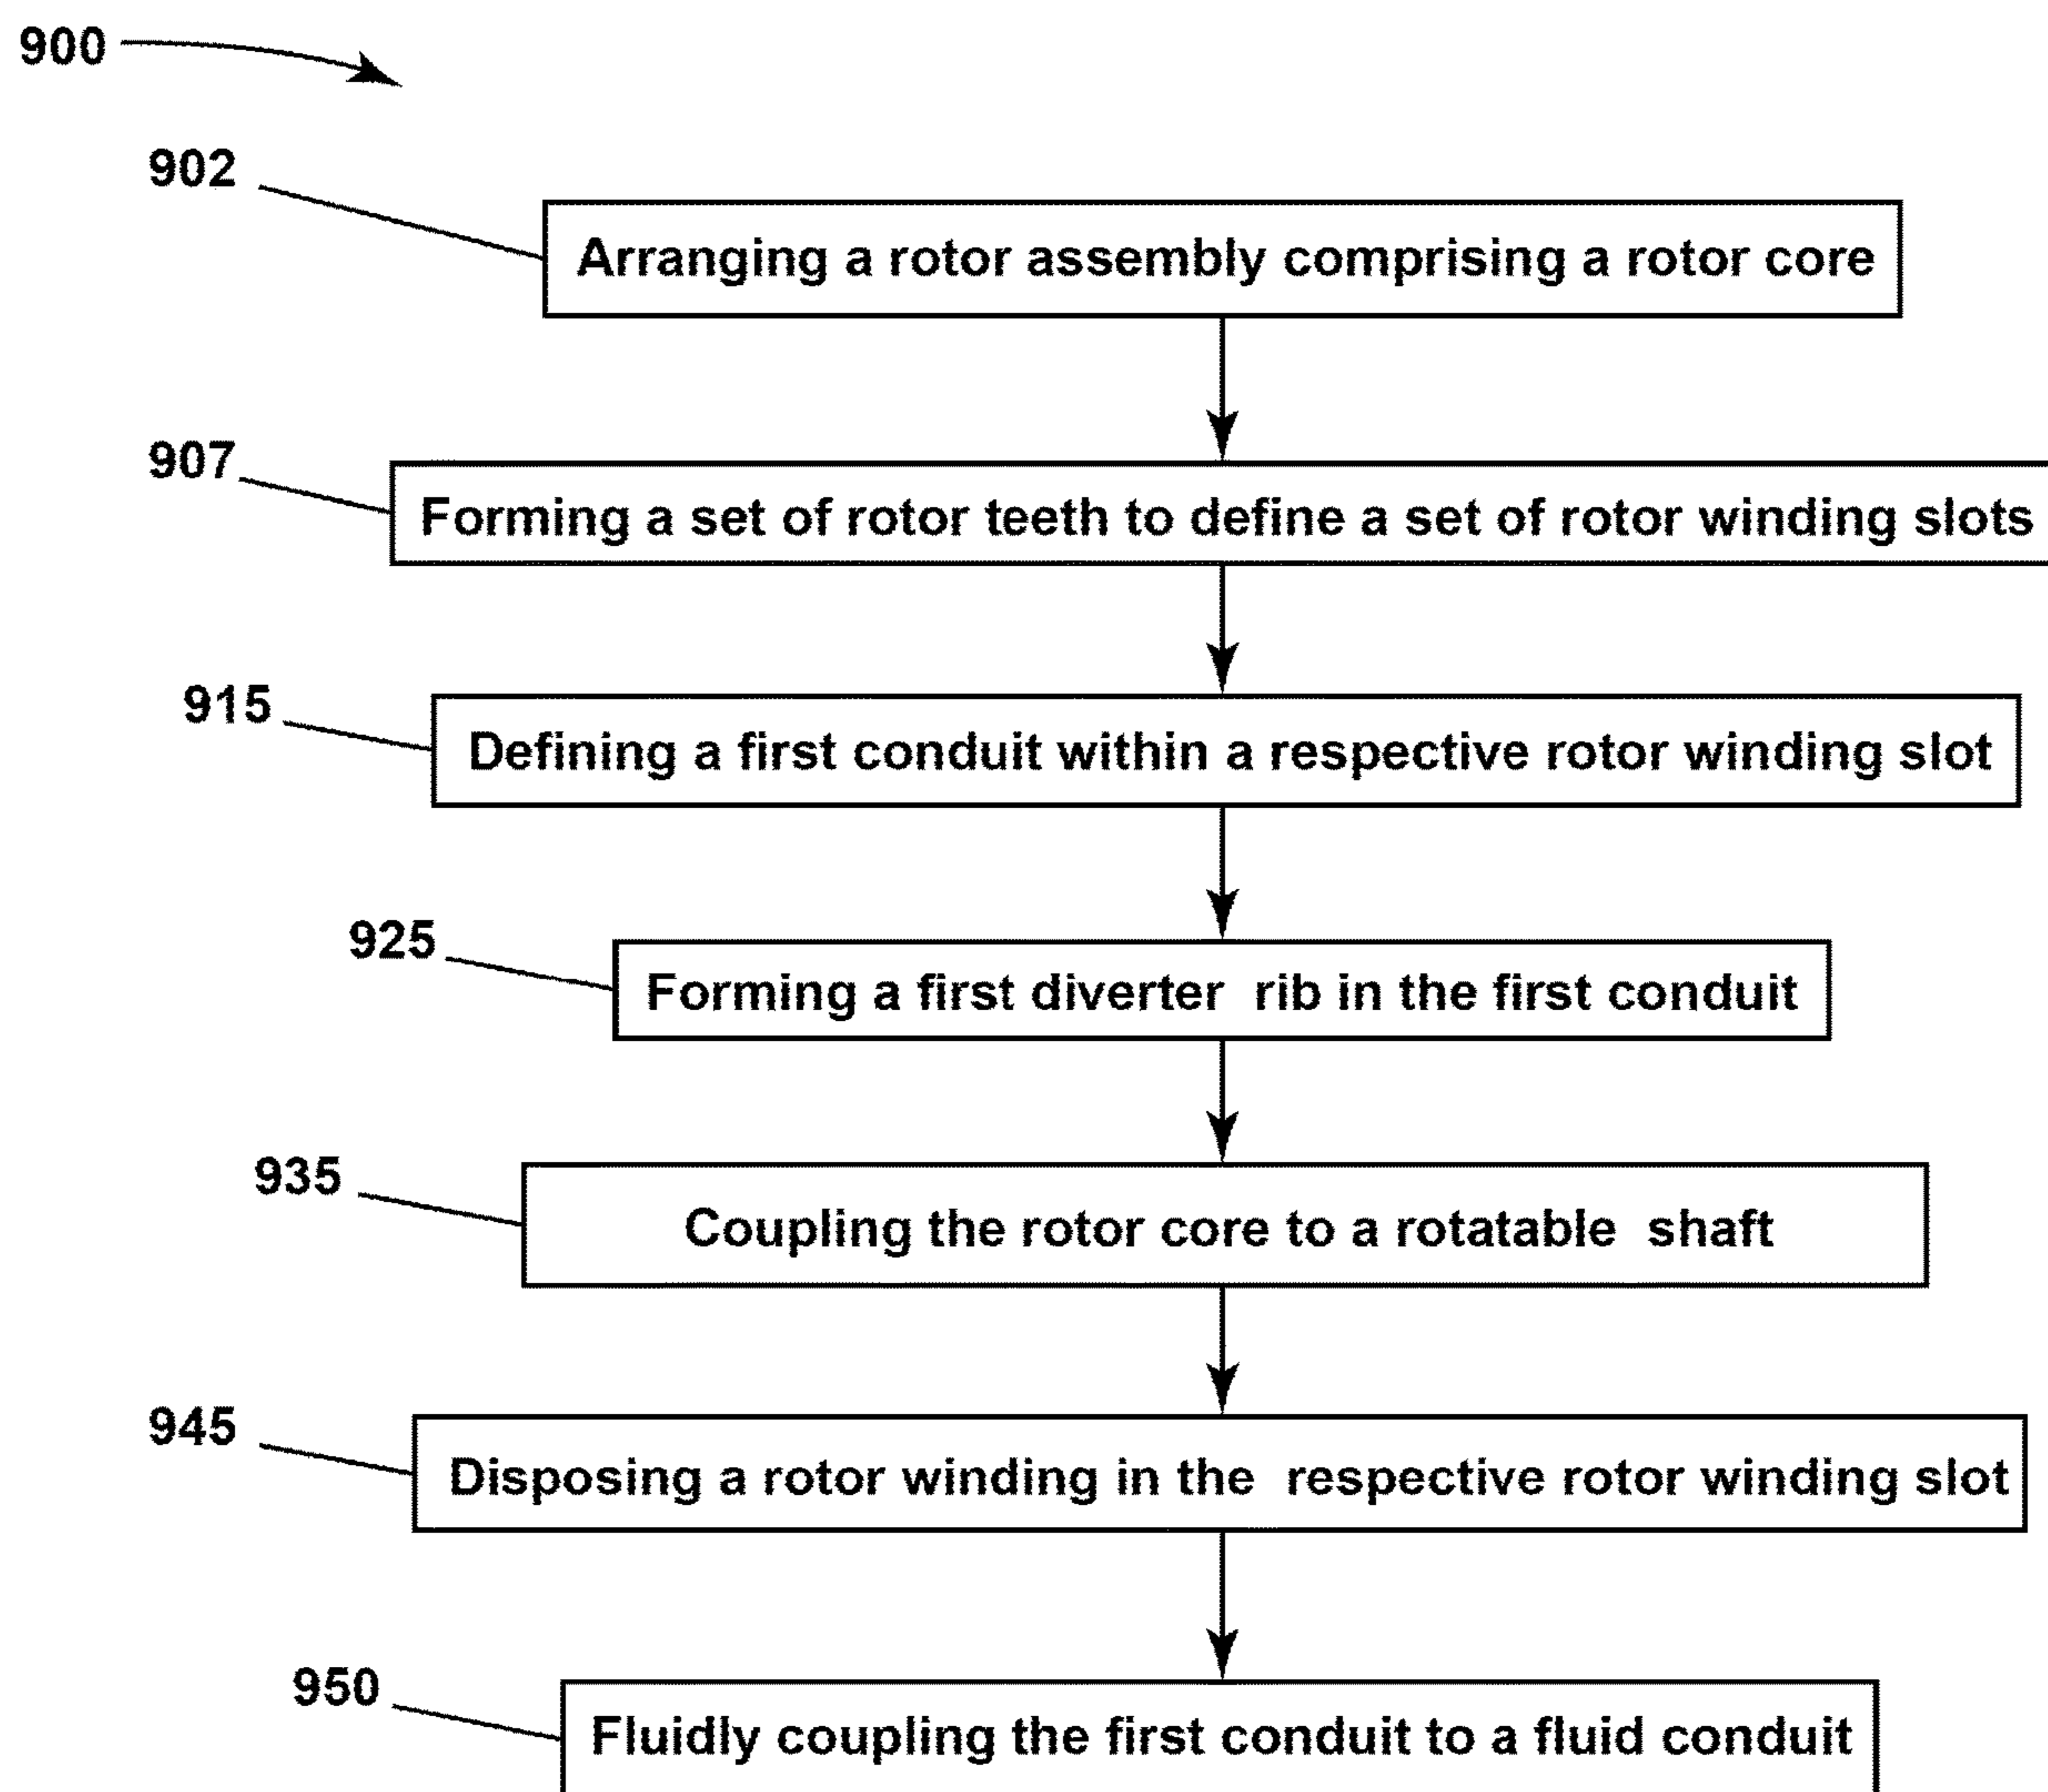 900
902
Arranging a rotor assembly comprising a rotor core
907
Forming a set of rotor teeth to define a set of rotor winding slots
915
Defining a first conduit within a respective rotor winding slot
925
Forming a first diverter rib in the first conduit
935
Coupling the rotor core to a rotatable shaft
945
Disposing a rotor winding in the respective rotor winding slot
950
Fluidly coupling the first conduit to a fluid conduit